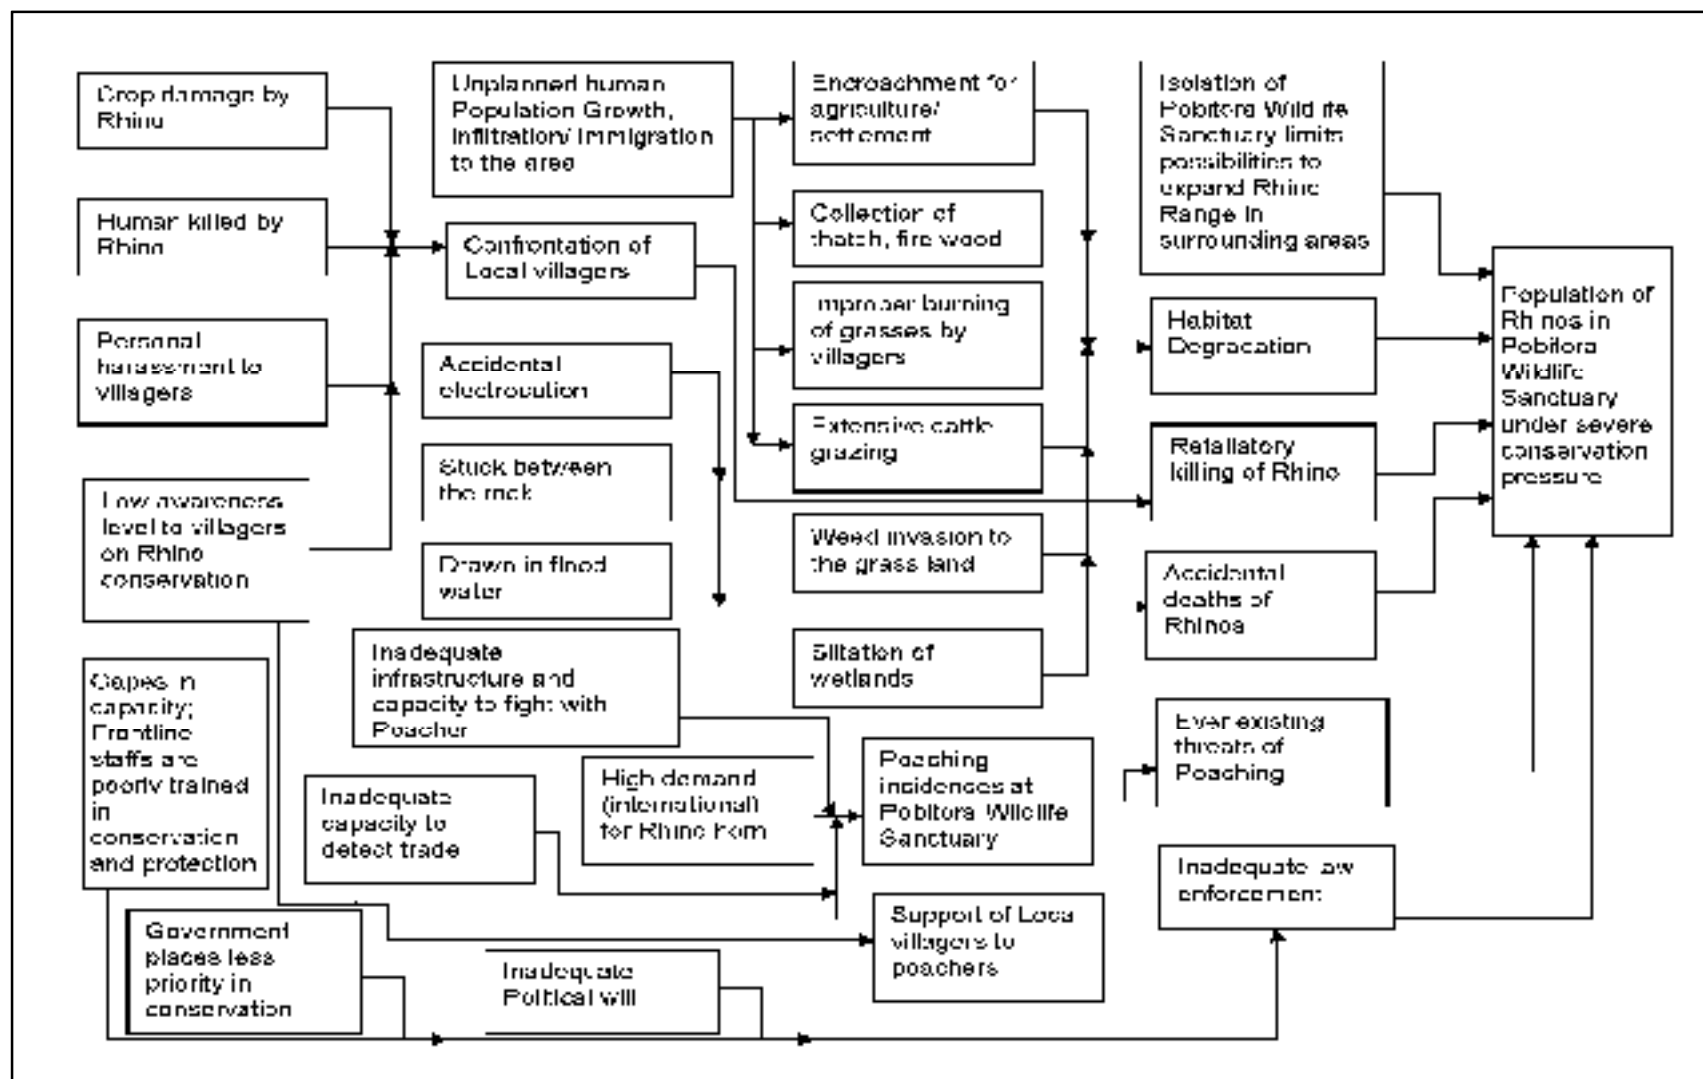 Crop damage by
Rhino
Human killed by
Rhino
Personal
harassment to
villagers
Low awareness
level to villagers
on Rhino
conservation
Gapes in
capacity;
Frontline
staffs are
poorly trained
in
conservation
and protection
Government
places less
priority in
conservation
Unplanned human
Population Growth,
Infiltration/ Immigration
to the area
Confrontation of
Local villagers
Accidental
electrocution
Stuck between
the
Drawn in flood
water
Inadequate
infrastructure and
capacity to fight with
Poacher
Inadequate
capacity to
detect trade
High demand
(international)
for Rhino horn
Inadequate
Political will
Encroachment for
agriculture/
settlement
Collection of
thatch, fire wood
Improper burning
of grasses by
villagers
Extensive cattle
grazing
Weed invasion to
the grass land
Siltation of
wetlands
Poaching
incidences at
Pobitora Wildlife
Sanctuary
Support of Local
villagers to
poachers
Isolation of
Pobitora Wildlife
Sanctuary limits
possibilities to
expand Rhino
Range in
surrounding areas
Habitat
Degradation
Retaliatory
killing of Rhino
Accidental
deaths of
Rhinos
Ever existing
threats of
Poaching
Inadequate law
enforcement
Population of
Rhinos in
Pobitora
Wildlife
Sanctuary
under severe
conservation
pressure